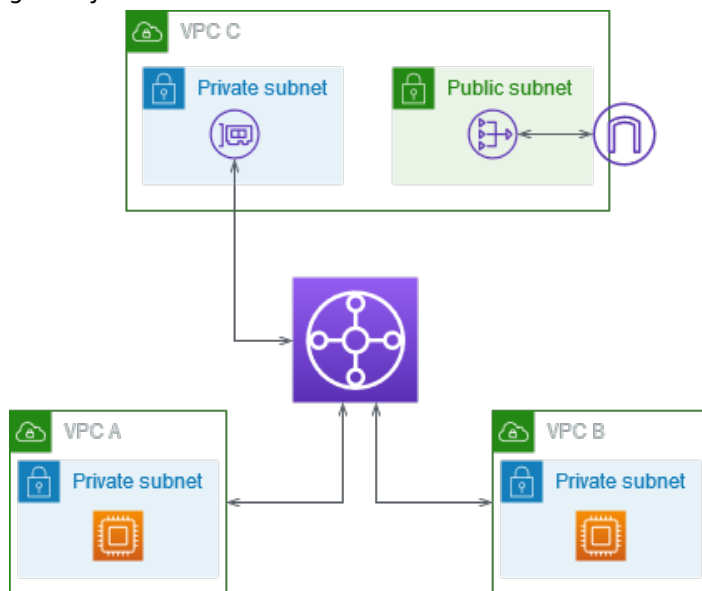 VPC C
Private subnet
Public subnet
VPC A
Private subnet
VPC B
Private subnet